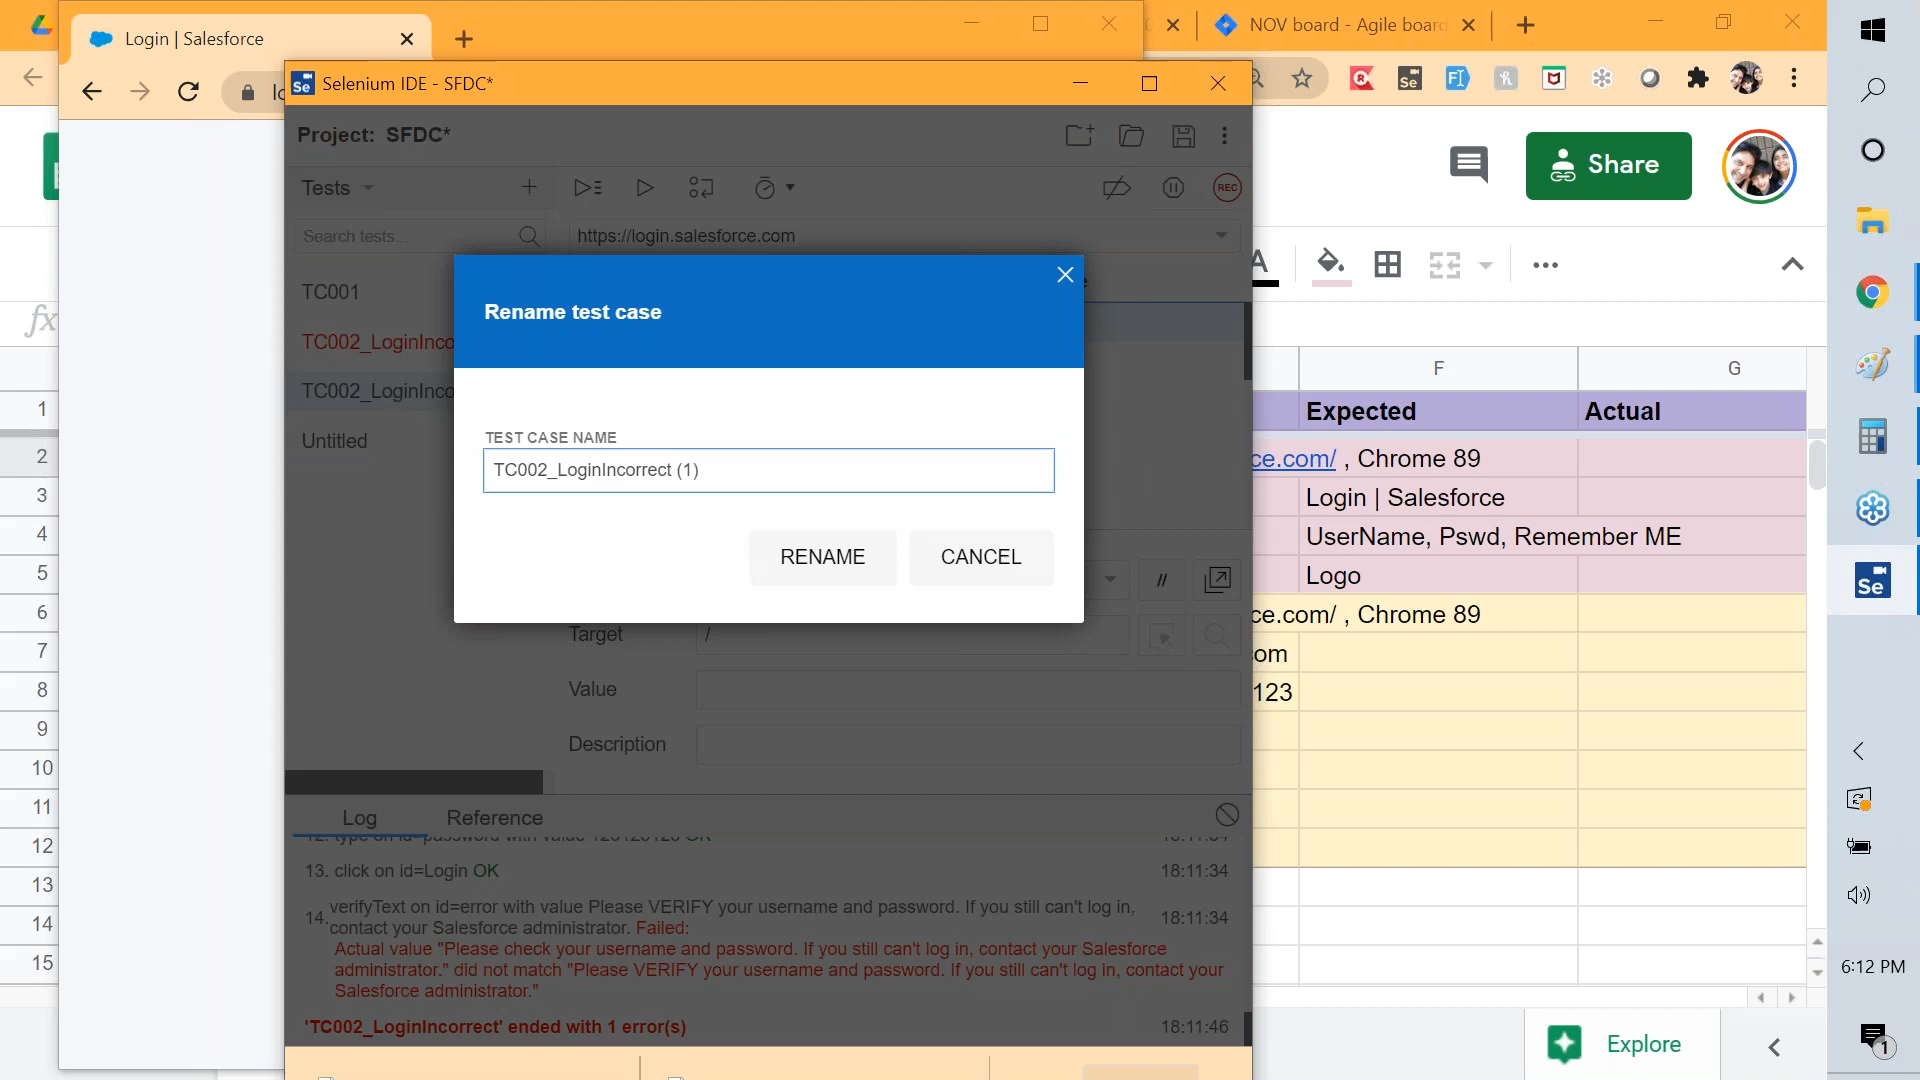 Login | Salesforce
NOV board - Agile board
Selenium IDE - SFDC*
Project: SFDC*
Share
Tests
REC
Search tests...
https://login.salesforce.com
TC001
Rename test case
TC002_LoginInco
TC002_LoginInco
Untitled
TEST CASE NAME
TC002_LoginIncorrect (1)
RENAME
CANCEL
//
Target
/
Value
Description
F
G
1
Expected
Actual
2
ce.com/ , Chrome 89
3
Login | Salesforce
4
UserName, Pswd, Remember ME
5
Logo
6
ce.com/ , Chrome 89
7
om
8
123
9
10
11
12
13
14
15
Log
Reference
13. click on id=Login OK
18:11:34
14. verifyText on id=error with value Please VERIFY your username and password. If you still can't log in,
contact your Salesforce administrator. Failed:
18:11:34
Actual value "Please check your username and password. If you still can't log in, contact your Salesforce
administrator." did not match "Please VERIFY your username and password. If you still can't log in, contact your
Salesforce administrator."
'TC002_LoginIncorrect' ended with 1 error(s)
18:11:46
Explore
Se
6:12 PM
1